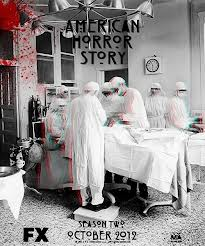 AMERICAN
HORROR
STORY
SEASON TWO
FX
OCTOBER 2012